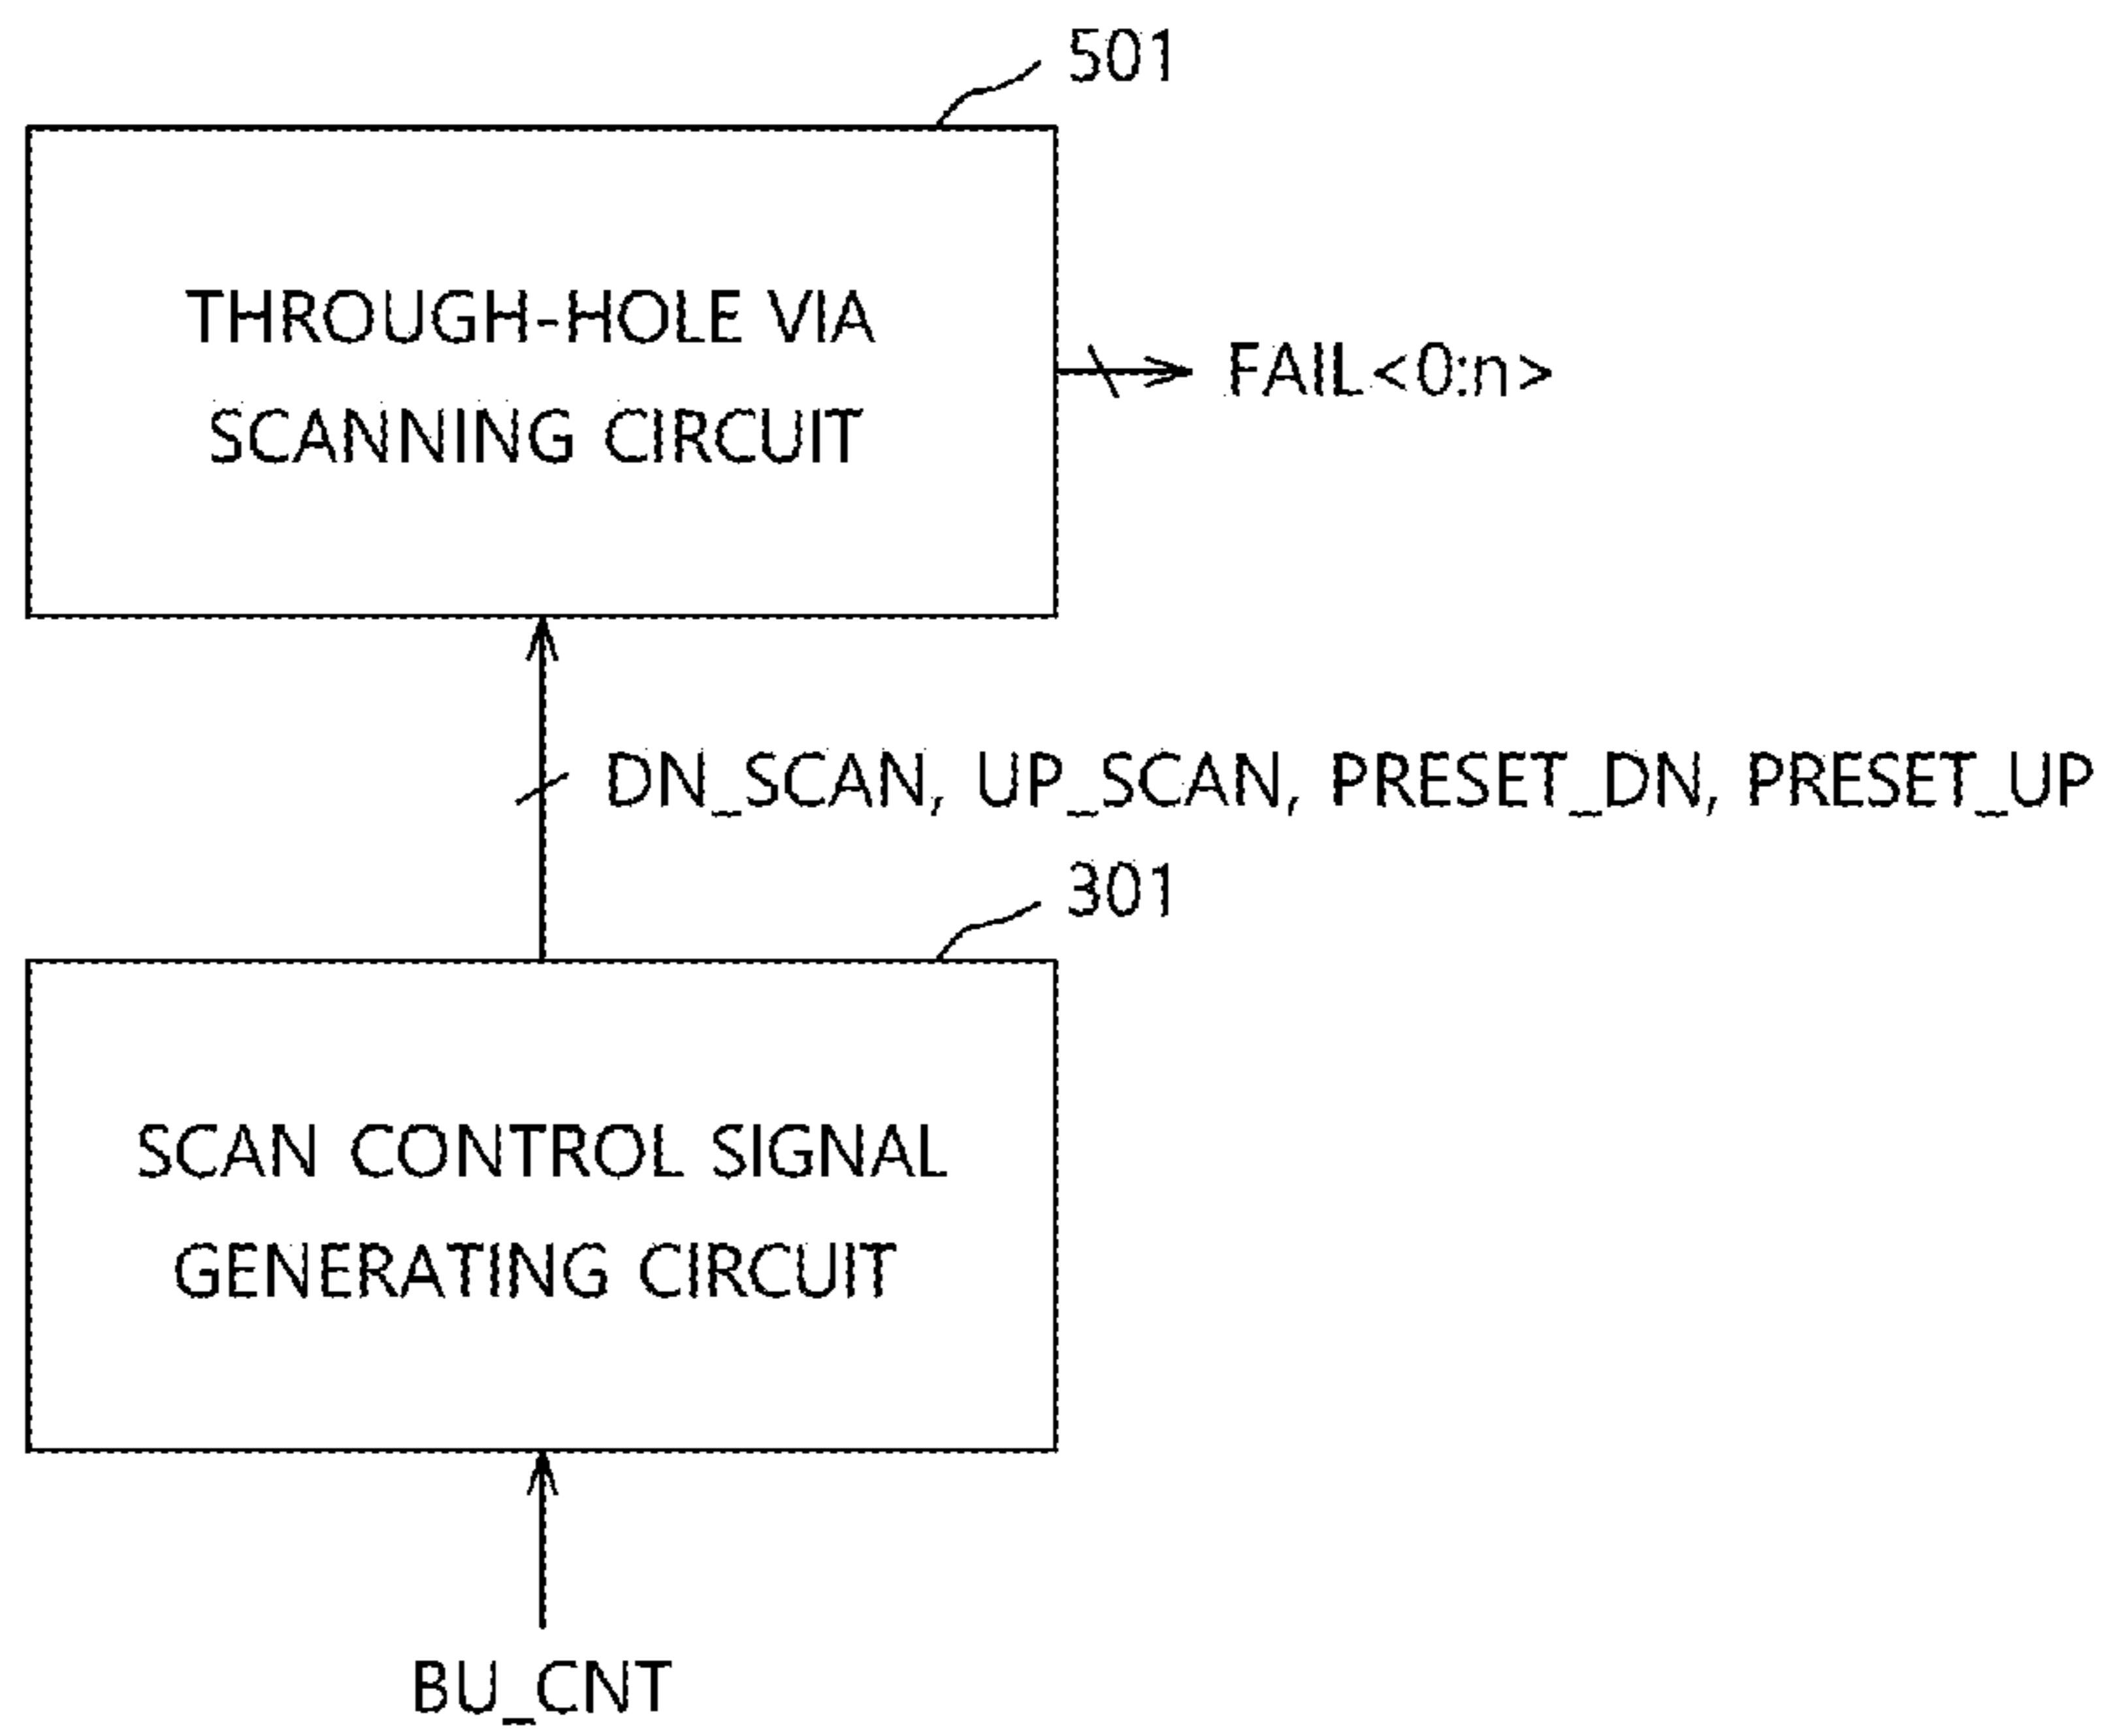 501
THROUGH-HOLE VIA
SCANNING CIRCUIT
FAIL<0:n>
DN_SCAN, UP_SCAN, PRESET_DN, PRESET_UP
301
SCAN CONTROL SIGNAL
GENERATING CIRCUIT
BU_CNT